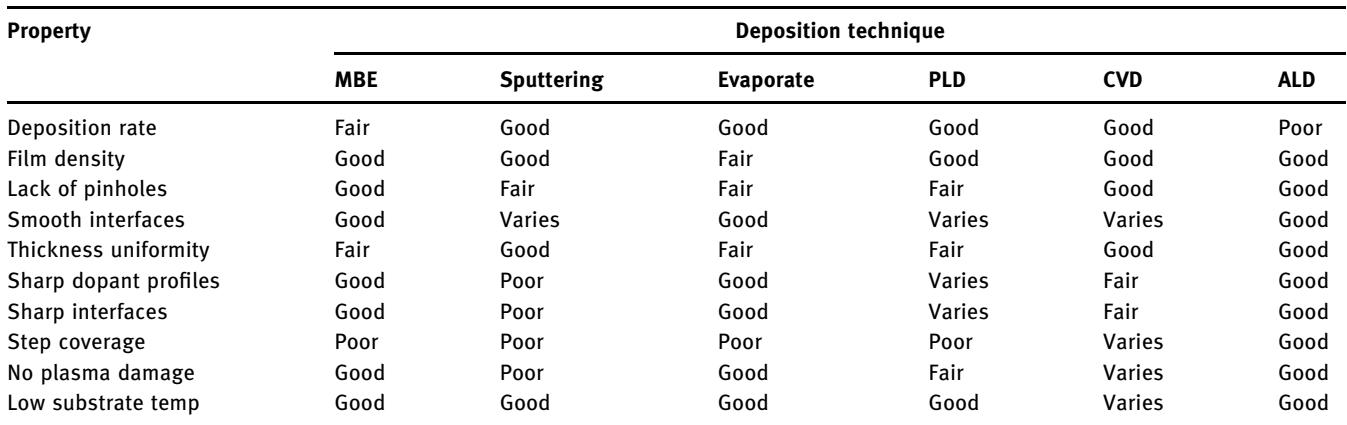 Property Deposition technique
MBE Sputtering Evaporate PLD CVD ALD
Deposition rate Fair Good Good Good Good Poor
Film density Good Good Fair Good Good Good
Lack of pinholes Good Fair Fair Fair Good Good
Smooth interfaces Good Varies Good Varies Varies Good
Thickness uniformity Fair Good Fair Fair Good Good
Sharp dopant profiles Good Poor Good Varies Fair Good
Sharp interfaces Good Poor Good Varies Fair Good
Step coverage Poor Poor Poor Poor Varies Good
No plasma damage Good Poor Good Fair Varies Good
Low substrate temp Good Good Good Good Varies Good